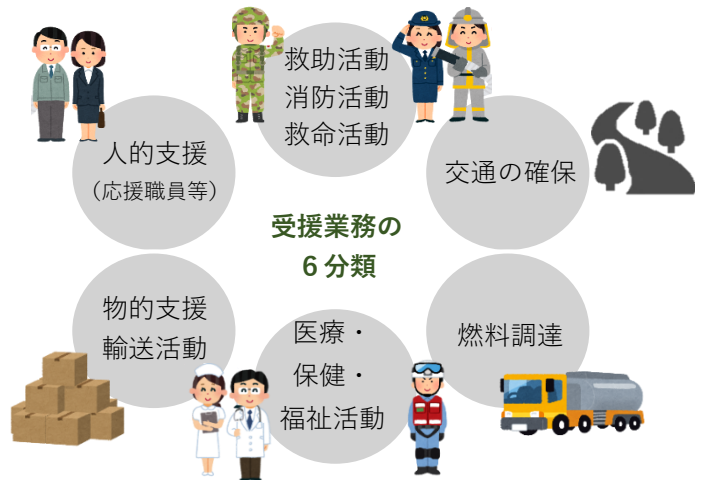 救助活動
消防活動
救命活動
人的支援
（応援職員等）
交通の確保
受援業務の
６分類
物的支援
輸送活動
医療・
保健・
福祉活動
燃料調達